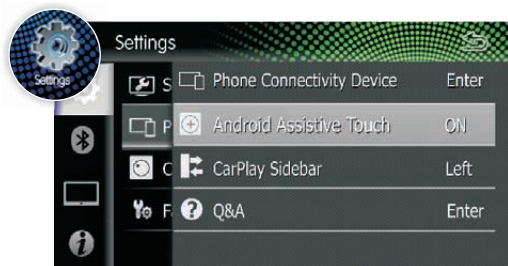 Settings
Settings
S
Phone Connectivity Device Enter
P
Android Assistive Touch ON
C
CarPlay Sidebar Left
F
Q&A Enter